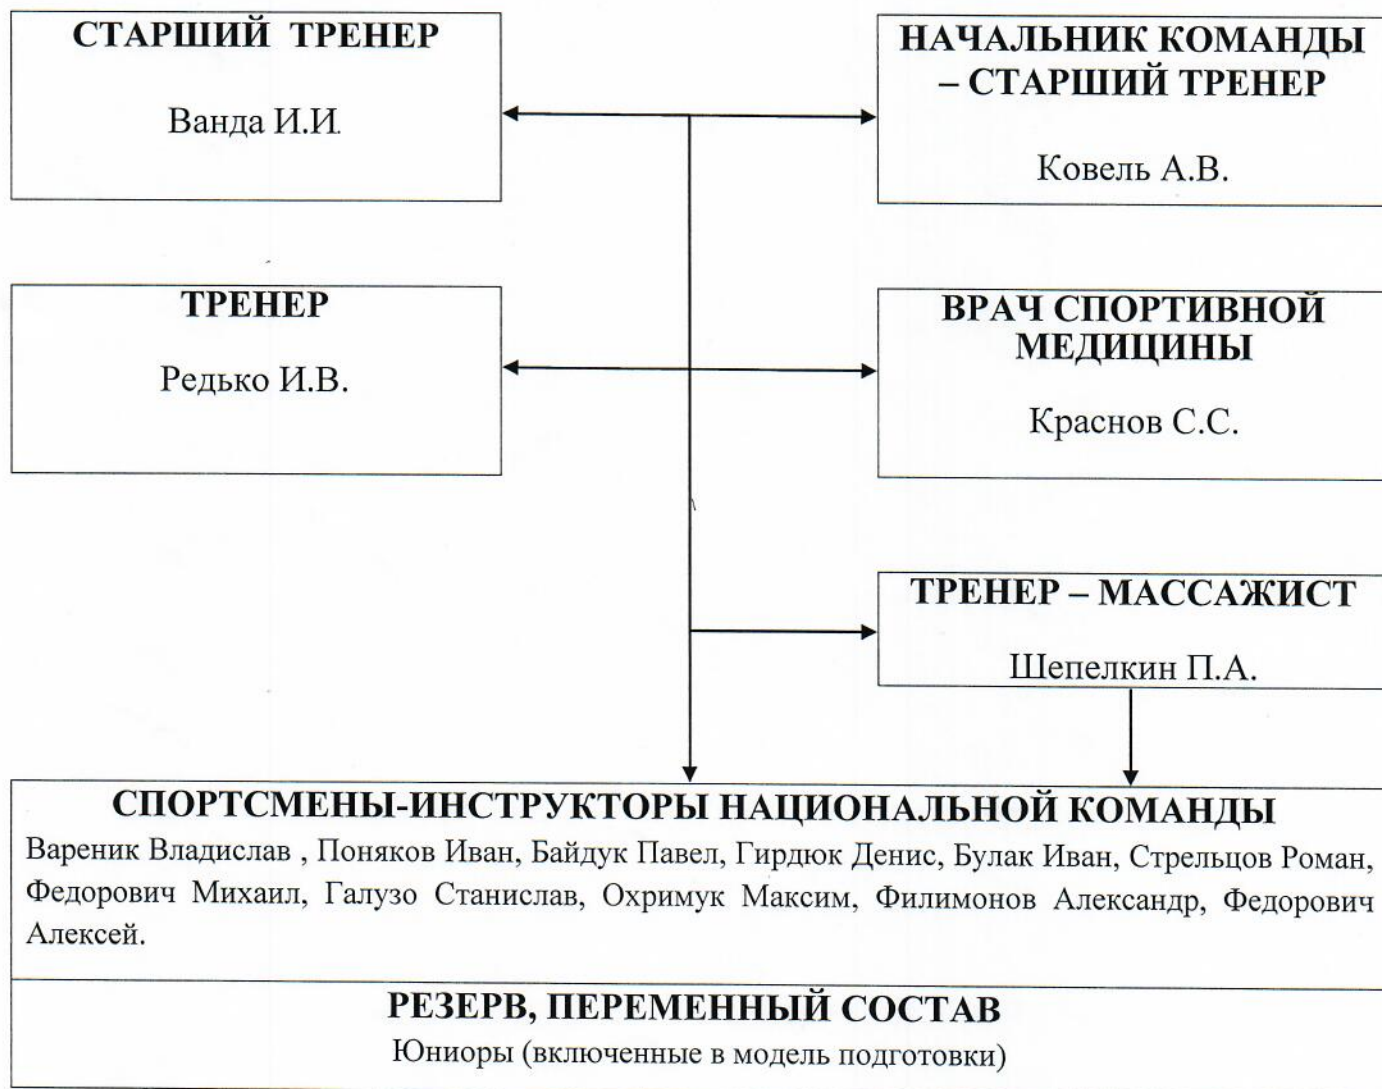 СТАРШИЙ ТРЕНЕР
Ванда И.И.
НАЧАЛЬНИК КОМАНДЫ
– СТАРШИЙ ТРЕНЕР
Ковель А.В.
ТРЕНЕР
Редько И.В.
ВРАЧ СПОРТИВНОЙ
МЕДИЦИНЫ
Краснов С.С.
ТРЕНЕР – МАССАЖИСТ
Шепелкин П.А.
СПОРТСМЕНЫ-ИНСТРУКТОРЫ НАЦИОНАЛЬНОЙ КОМАНДЫ
Вареник Владислав , Поняков Иван, Байдук Павел, Гирдюк Денис, Булак Иван, Стрельцов Роман,
Федорович Михаил, Галузо Станислав, Охримук Максим, Филимонов Александр, Федорович
Алексей.
РЕЗЕРВ, ПЕРЕМЕННЫЙ СОСТАВ
Юниоры (включенные в модель подготовки)